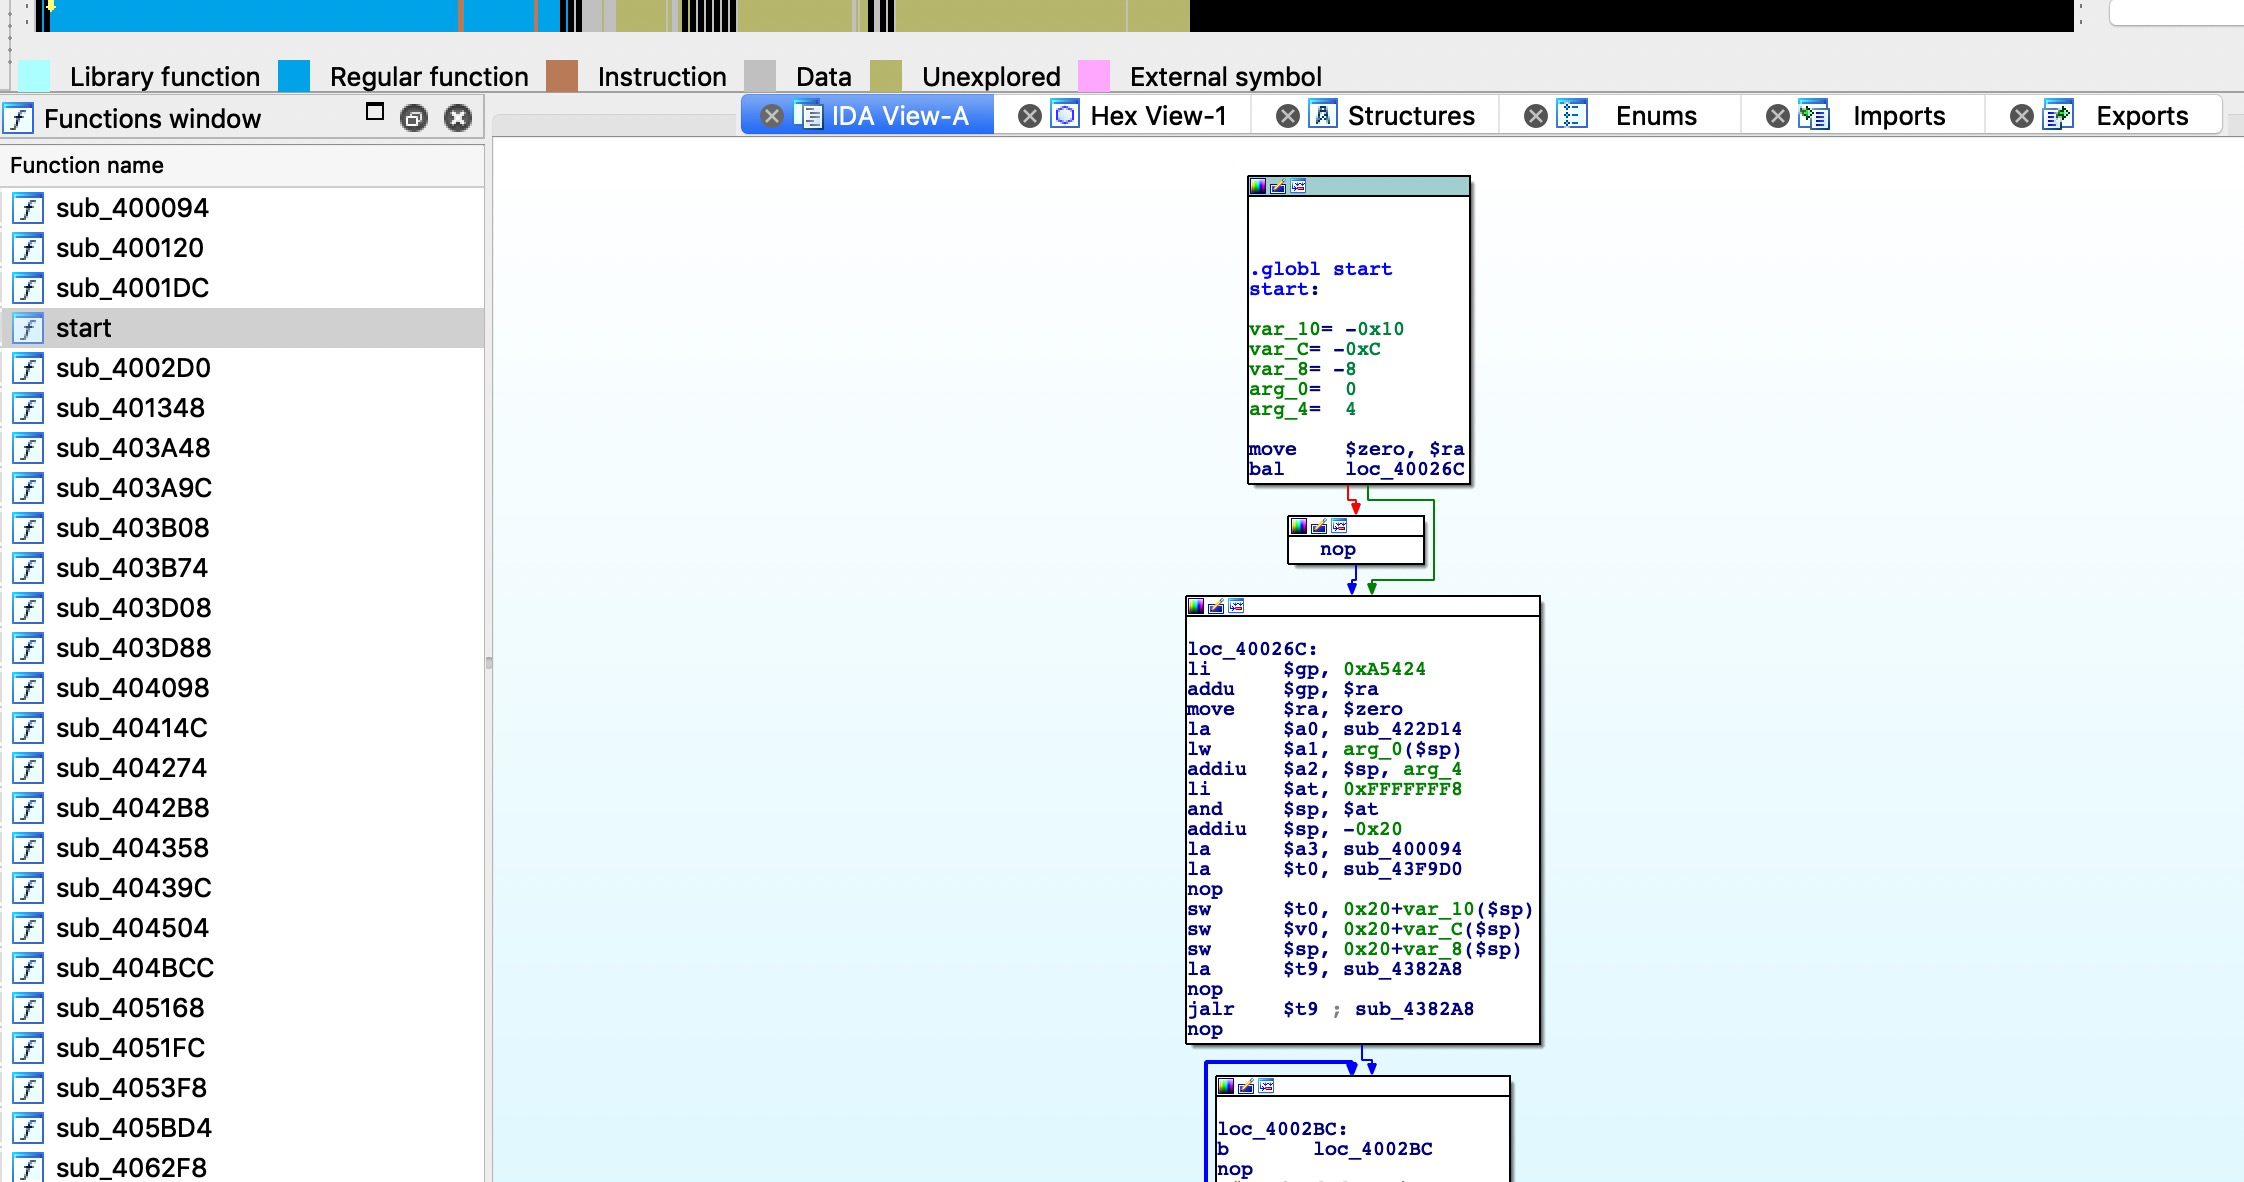 Library function Regular function Instruction Data Unexplored External symbol
Functions window
IDA View-A Hex View-1 Structures Enums Imports Exports
Function name
sub_400094
sub_400120
sub_4001DC
start
sub_4002D0
sub_401348
sub_403A48
sub_403A9C
sub_403B08
sub_403B74
sub_403D08
sub_403D88
sub_404098
sub_40414C
sub_404274
sub_4042B8
sub_404358
sub_40439C
sub_404504
sub_404BCC
sub_405168
sub_4051FC
sub_4053F8
sub_405BD4
sub_4062F8
.globl start
start:
var_10= -0x10
var_C= -0xC
var_8= -8
arg_0= 0
arg_4= 4
move $zero, $ra
bal loc_40026C
nop
loc_40026C:
li $gp, 0xA5424
addu $gp, $ra
move $ra, $zero
la $a0, sub_422D14
lw $a1, arg_0($sp)
addiu $a2, $sp, arg_4
li $at, 0xFFFFFFF8
and $sp, $at
addiu $sp, -0x20
la $a3, sub_400094
la $t0, sub_43F9D0
nop
sw $t0, 0x20+var_10($sp)
sw $v0, 0x20+var_C($sp)
sw $sp, 0x20+var_8($sp)
la $t9, sub_4382A8
nop
jalr $t9 ; sub_4382A8
nop
loc_4002BC:
b loc_4002BC
nop